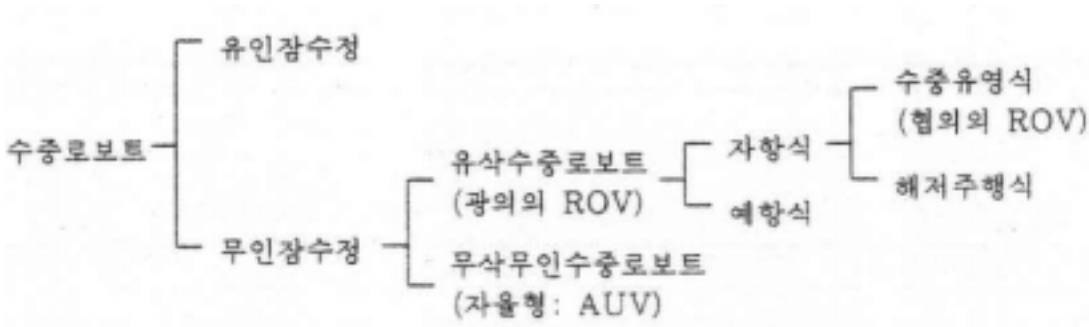 유인잠수정
수중유영식
(협의의 ROV)
수중로보트
자항식
유삭수중로보트
(광의의 ROV)
해저주행식
예항식
무인잠수정
무삭무인수중로보트
(자율형: AUV)